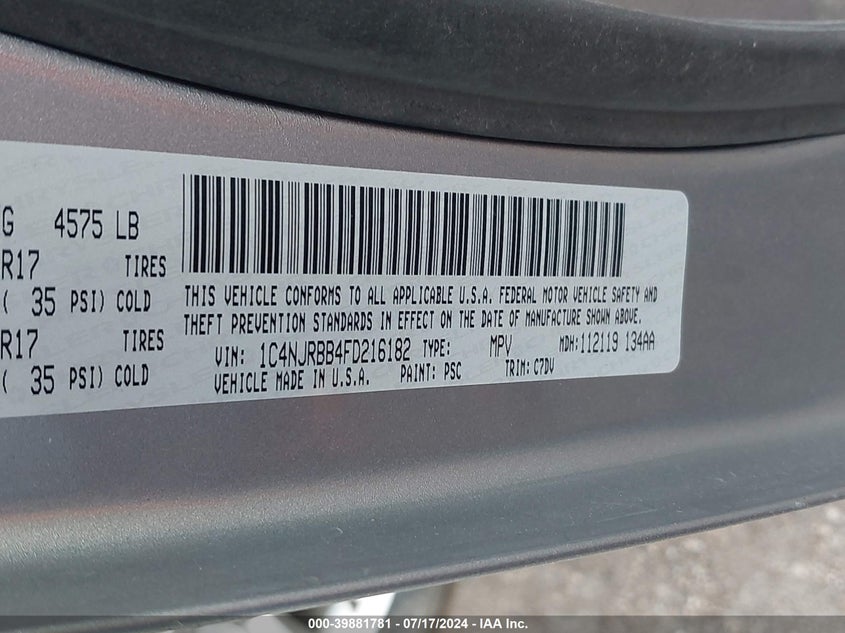 G 4575 LB
R17 TIRES
( 35 PSI) COLD
R17 TIRES
( 35 PSI) COLD
THIS VEHICLE CONFORMS TO ALL APPLICABLE U.S.A. FEDERAL MOTOR VEHICLE SAFETY AND
THEFT PREVENTION STANDARDS IN EFFECT ON THE DATE OF MANUFACTURE SHOWN ABOVE.
VIN: 1C4NJRBB4FD216182 TYPE: MPV MDH:112119 134AA
VEHICLE MADE IN U.S.A. PAINT: PSC TRIM: C7DV
000-39881781 - 07/17/2024 - IAA Inc.